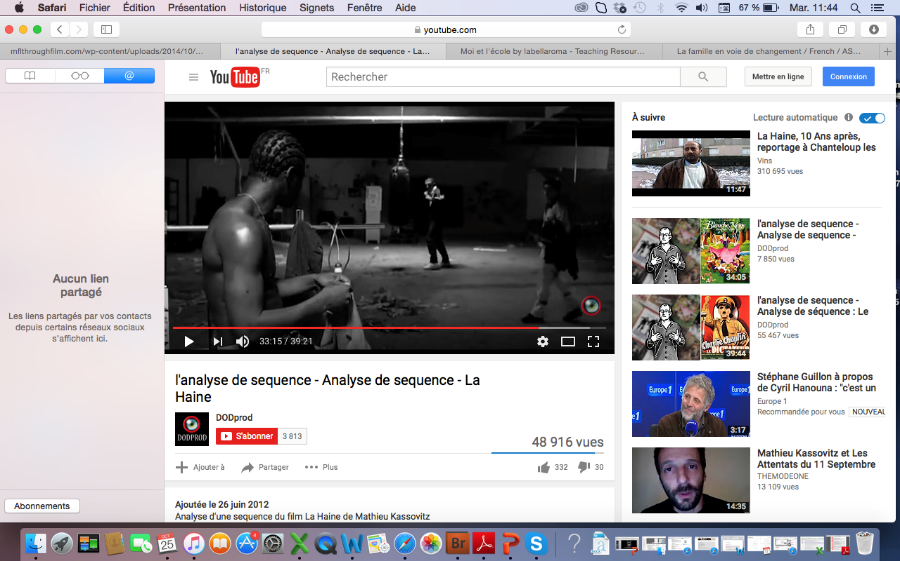 Safari Fichier Édition Présentation Historique Signets Fenêtre Aide
67 % Mar. 11:44
youtube.com
mflthroughfilm.com/wp-content/uploads/2014/10/...
l'analyse de sequence - Analyse de sequence - La...
Moi et l'école by labellaroma - Teaching Resour...
La famille en voie de changement / French / AS...
@
Aucun lien
partagé
Les liens partagés par vos contacts
depuis certains réseaux sociaux
s'affichent ici.
Abonnements
YouTube FR
Rechercher
Mettre en ligne
Connexion
33:15 / 39:21
l'analyse de sequence - Analyse de sequence - La
Haine
DODPROD
DODprod
S'abonner 3 813
48 916 vues
Ajouter à Partager Plus
332 30
Ajoutée le 26 juin 2012
Analyse d'une sequence du film La Haine de Mathieu Kassovitz
À suivre
Lecture automatique
11:47
La Haine, 10 Ans après,
reportage à Chanteloup les
Vins
310 695 vues
34:05
l'analyse de sequence -
Analyse de sequence -
DODprod
7 850 vues
Charlie Chaplin
39:44
l'analyse de sequence -
Analyse de séquence : Le
DODprod
55 467 vues
Europe 1
3:17
Stéphane Guillon à propos
de Cyril Hanouna : "c'est un
Europe 1
Recommandée pour vous NOUVEAU
14:35
Mathieu Kassovitz et Les
Attentats du 11 Septembre
THEMODEONE
13 109 vues
25
4
Br